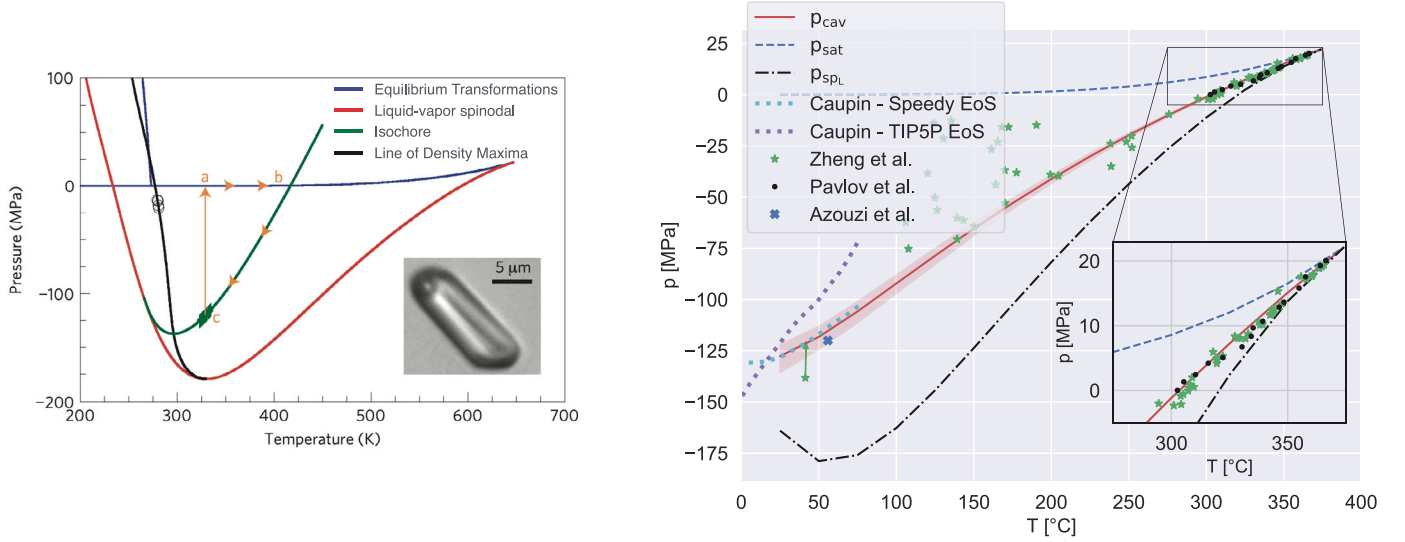 100
0
−100
−200
200
300
400
500
600
700
Pressure (MPa)
Temperature (K)
Equilibrium Transformations
Liquid-vapor spinodal
Isochore
Line of Density Maxima
a
b
c
5 μm
p_cav
p_sat
p_sp_L
Caupin - Speedy EoS
Caupin - TIP5P EoS
Zheng et al.
Pavlov et al.
Azouzi et al.
25
0
−25
−50
−75
−100
−125
−150
−175
p [MPa]
0
50
100
150
200
250
300
350
400
T [°C]
20
10
0
p [MPa]
300
350
T [°C]